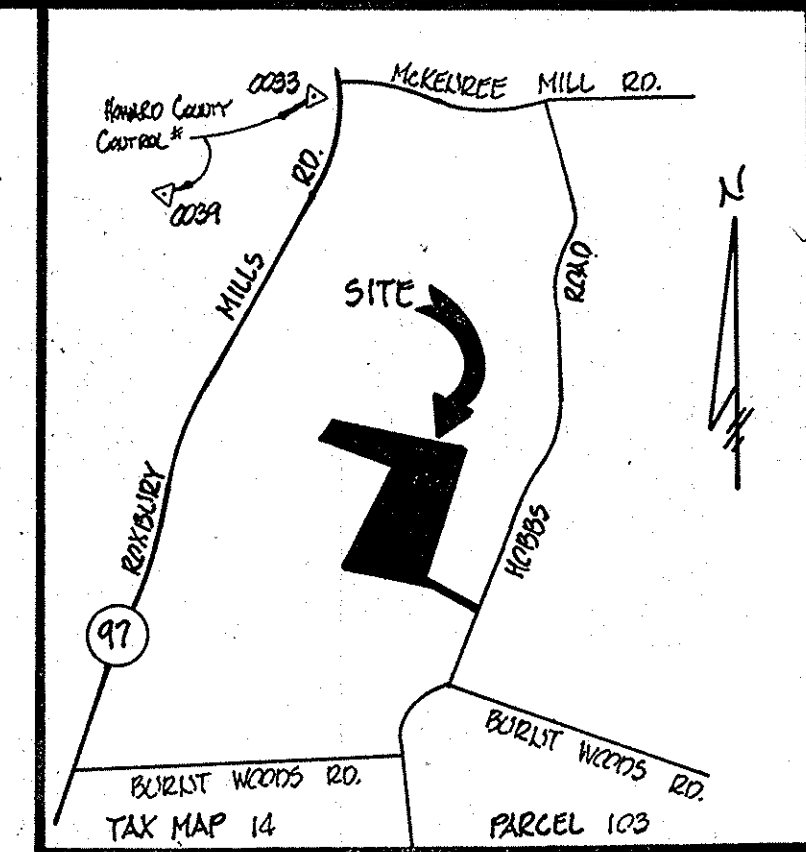 0033
McKENDREE MILL RD.
HOWARD COUNTY
CONTROL #
0039
N
ROXBURY MILLS RD.
SITE
HOBBS ROAD
97
BURNT WOODS RD.
BURNT WOODS RD.
TAX MAP 14
PARCEL 103